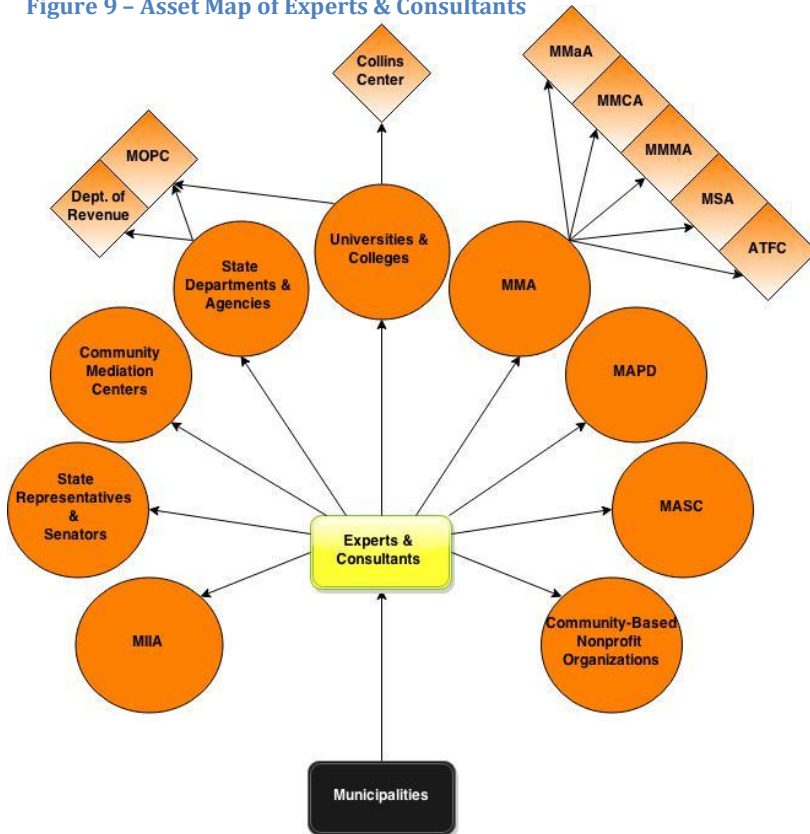 Figure 9 – Asset Map of Experts & Consultants
MMaA
Collins
Center
MMCA
MOPC
MMMA
Dept. of
Revenue
MSA
Universities &
Colleges
ATFC
State
Departments &
Agencies
MMA
Community
Mediation
Centers
MAPD
State
Representatives
&
Senators
MASC
Experts &
Consultants
MIIA
Community-Based
Nonprofit
Organizations
Municipalities